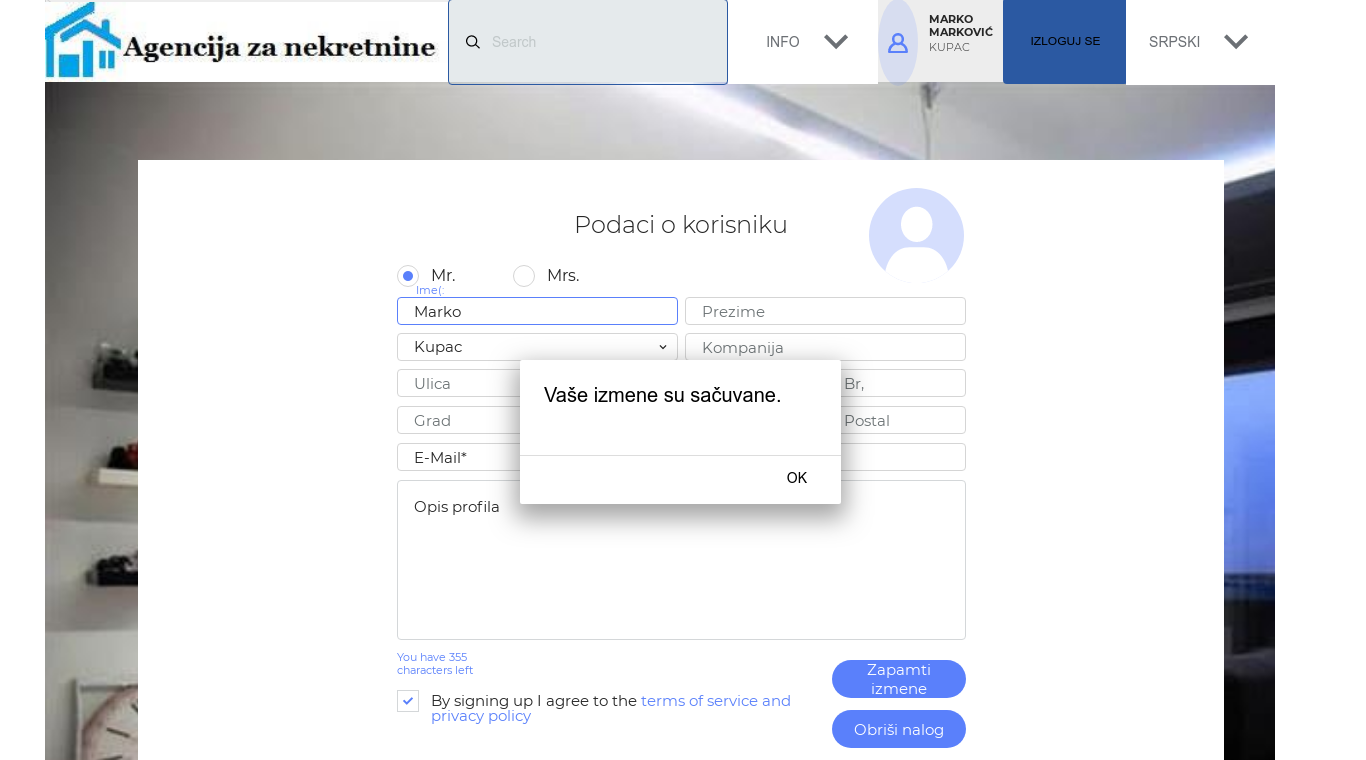 Agencija za nekretnine
Search
INFO
MARKO
MARKOVIĆ
KUPAC
IZLOGUJ SE
SRPSKI
Podaci o korisniku
Mr.
Mrs.
Ime(:
Marko
Prezime
Kupac
Kompanija
Ulica
Br,
Grad
Postal
E-Mail*
Vaše izmene su sačuvane.
OK
Opis profila
You have 355
characters left
Zapamti
izmene
By signing up I agree to the terms of service and
privacy policy
Obriši nalog